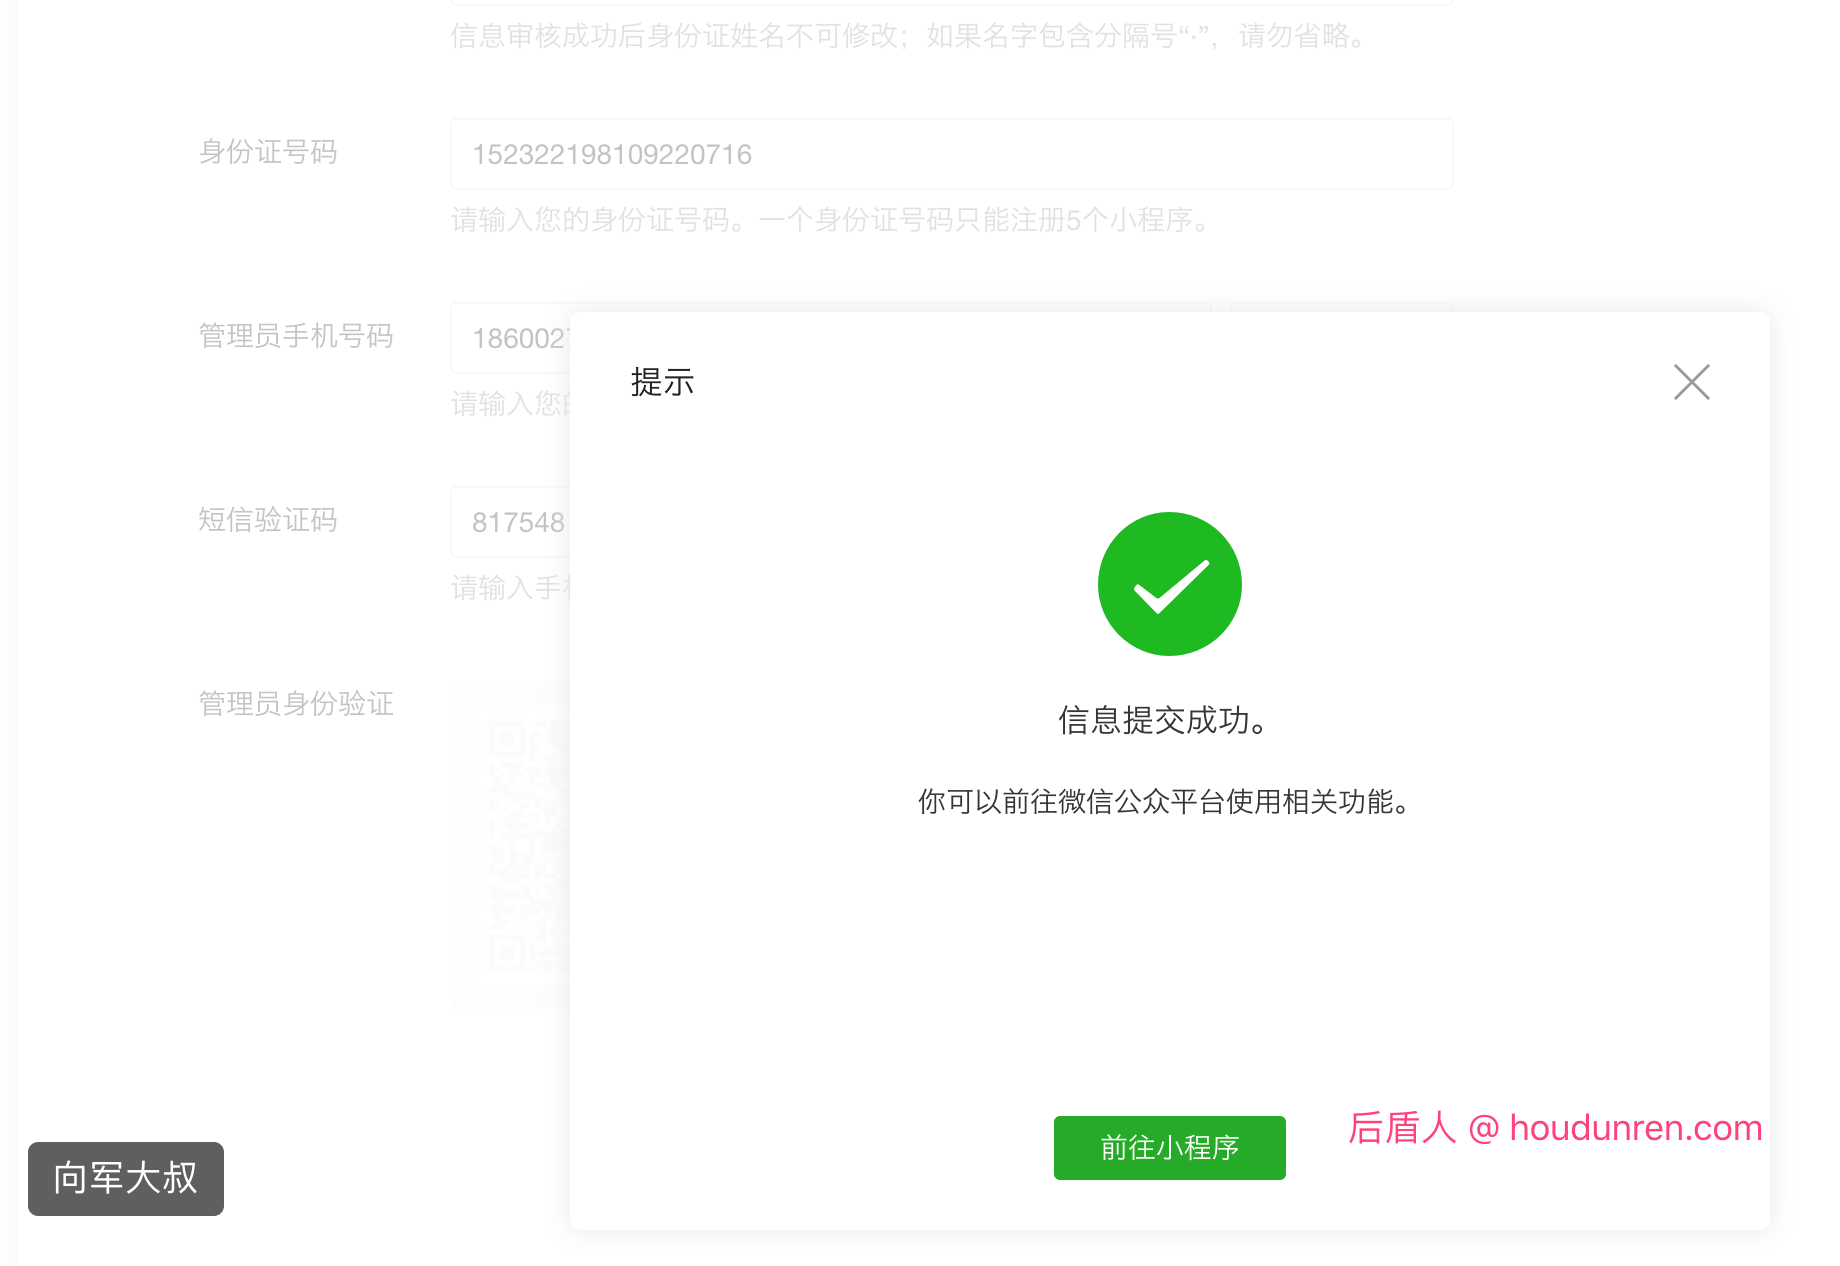 信息审核成功后身份证姓名不可修改；如果名字包含分隔号“·”，请勿省略。
身份证号码
152322198109220716
请输入您的身份证号码。一个身份证号码只能注册5个小程序。
管理员手机号码
186002
请输入您
提示
短信验证码
817548
请输入手
信息提交成功。
管理员身份验证
你可以前往微信公众平台使用相关功能。
后盾人 @ houdunren.com
前往小程序
向军大叔